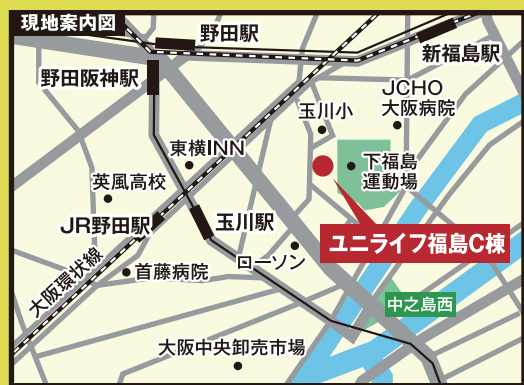 現地案内図
野田駅
新福島駅
野田阪神駅
JCHO
大阪病院
玉川小
東横INN
下福島
運動場
英風高校
JR野田駅
玉川駅
ユニライフ福島C棟
ローソン
大阪環状線
首藤病院
中之島西
大阪中央卸売市場